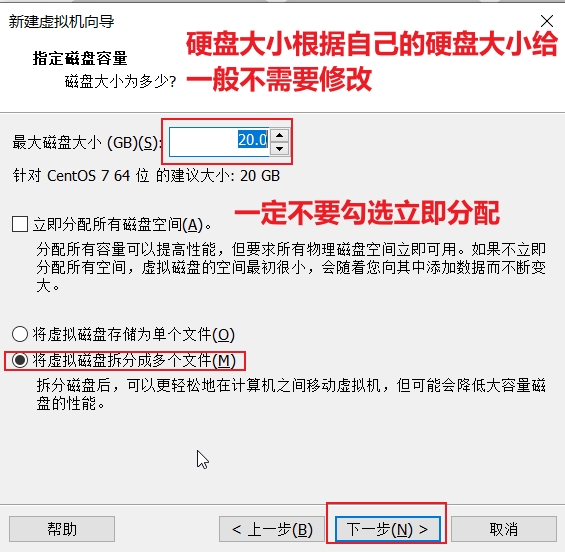 新建虚拟机向导
指定磁盘容量
磁盘大小为多少?
硬盘大小根据自己的硬盘大小给
一般不需要修改
最大磁盘大小 (GB)(S):
20.0
针对 CentOS 7 64 位 的建议大小: 20 GB
一定不要勾选立即分配
立即分配所有磁盘空间(A)。
分配所有容量可以提高性能，但要求所有物理磁盘空间立即可用。如果不立即
分配所有空间，虚拟磁盘的空间最初很小，会随着您向其中添加数据而不断变
大。
将虚拟磁盘存储为单个文件(O)
将虚拟磁盘拆分成多个文件(M)
拆分磁盘后，可以更轻松地在计算机之间移动虚拟机，但可能会降低大容量磁
盘的性能。
帮助
< 上一步(B)
下一步(N) >
取消